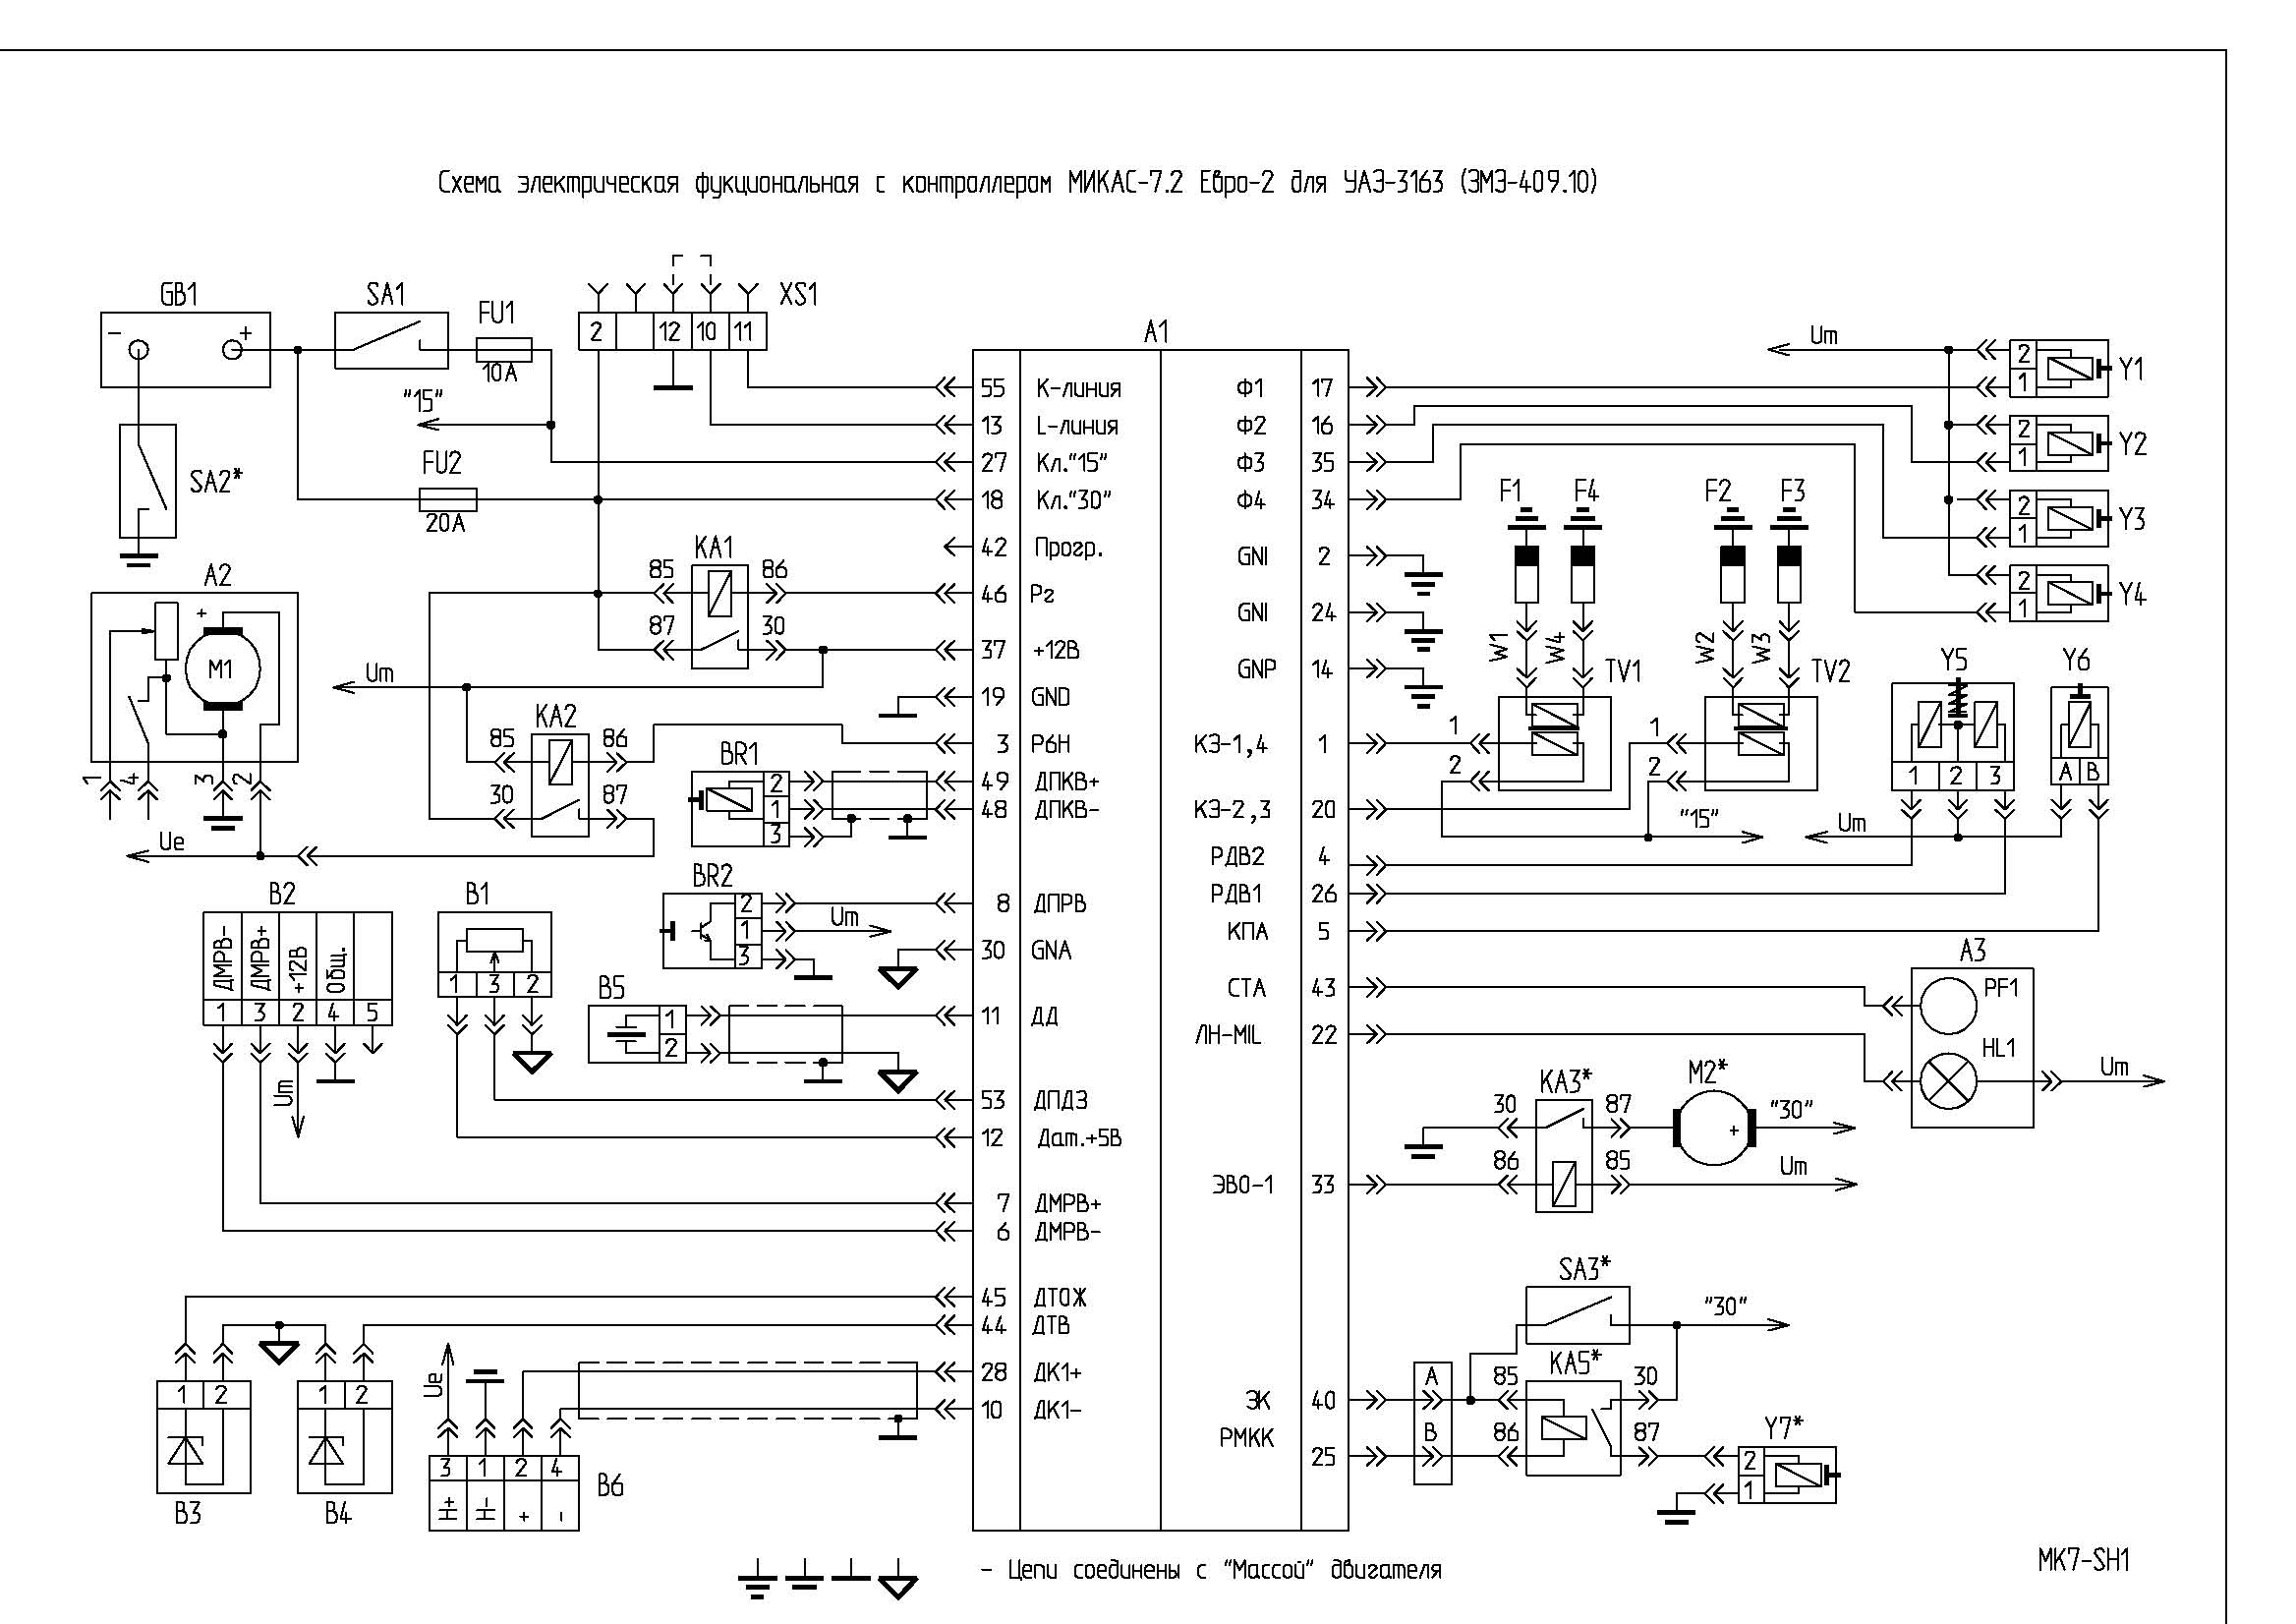 Схема электрическая фукциональная с контроллером МИКАС-7.2 Евро-2 для УАЗ-3163 (ЗМЗ-409.10)
GB1
SA1
FU1
XS1
A1
- +
10A
2 12 10 11
"15"
SA2*
FU2
20A
55 К-линия
13 L-линия
27 Кл."15"
18 Кл."30"
42 Прогр.
46 Рг
37 +12В
19 GND
3 РбН
49 ДПКВ+
48 ДПКВ-
8 ДПРВ
30 GNA
11 ДД
53 ДПДЗ
12 Дат.+5В
7 ДМРВ+
6 ДМРВ-
45 ДТОЖ
44 ДТВ
28 ДК1+
10 ДК1-
Ф1 17
Ф2 16
Ф3 35
Ф4 34
GNI 2
GNI 24
GNP 14
КЗ-1,4 1
КЗ-2,3 20
РДВ2 4
РДВ1 26
КПА 5
СТА 43
ЛН-MIL 22
ЭВО-1 33
ЭК 40
РМКК
25
A2
+
M1
1 4 3 2
Ue
KA1
85 86
87 30
Um
KA2
85 86
30 87
BR1
2
1
3
BR2
2
1
3
Um
B2
ДМРВ- ДМРВ+ +12В Общ.
1 3 2 4 5
Um
B1
1 3 2
B5
1
2
1 2
B3
1 2
B4
Ue
3 1 2 4
Н+ Н- + -
B6
Um
2
1
Y1
2
1
Y2
2
1
Y3
2
1
Y4
F1 F4 F2 F3
W1 W4 W2 W3
TV1 TV2
1
2
1
2
"15"
Y5
1 2 3
Y6
A B
Um
A3
PF1
HL1
Um
KA3*
30 87
86 85
M2*
+
"30"
Um
SA3*
"30"
KA5*
A
B
85 30
86 87
Y7*
2
1
- Цепи соединены с "Массой" двигателя
MK7-SH1